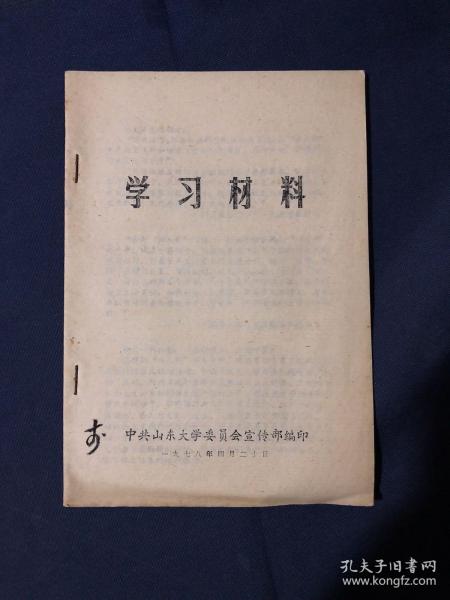 学习材料
中共山东大学委员会宣传部编印
一九七八年四月二十日
孔夫子旧书网
www.kongfz.com